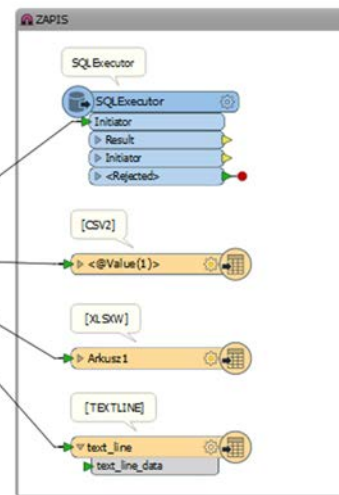 ZAPIS
SQLExecutor
SQLExecutor
Initiator
Result
Initiator
<Rejected>
[CSV2]
<@Value(1)>
[XLSXW]
Arkusz1
[TEXTLINE]
text_line
text_line_data